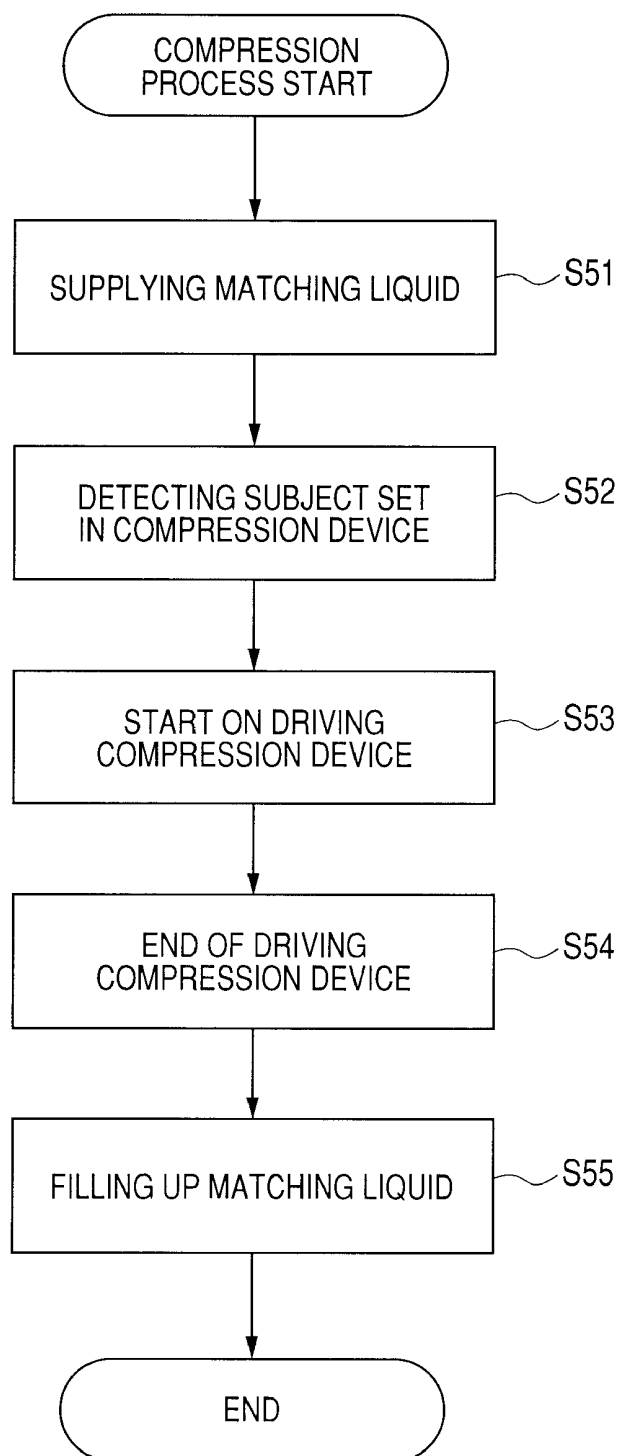 COMPRESSION
PROCESS START
SUPPLYING MATCHING LIQUID
S51
DETECTING SUBJECT SET
IN COMPRESSION DEVICE
S52
START ON DRIVING
COMPRESSION DEVICE
S53
END OF DRIVING
COMPRESSION DEVICE
S54
FILLING UP MATCHING LIQUID
S55
END